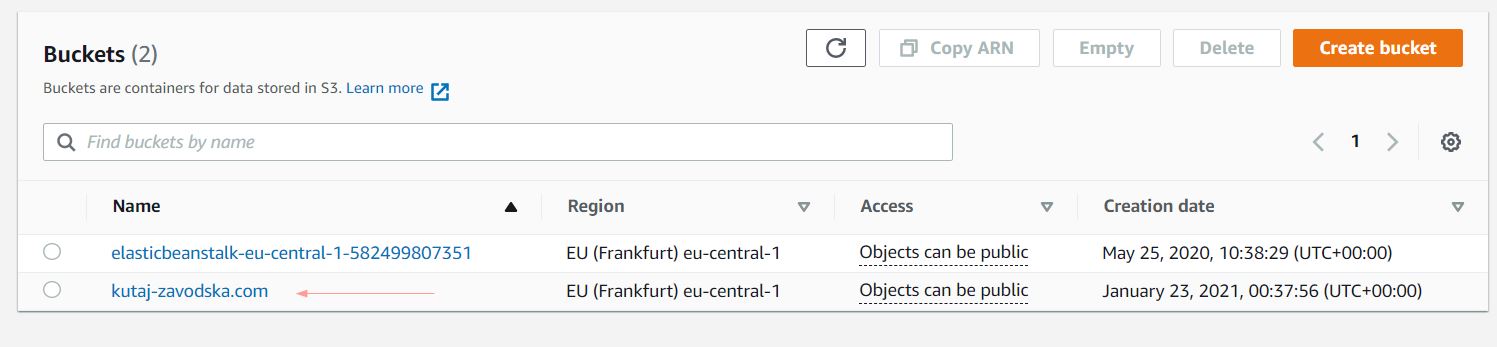 Buckets (2)
Copy ARN
Empty
Delete
Create bucket
Buckets are containers for data stored in S3. Learn more
Find buckets by name
1
Name Region Access Creation date
elasticbeanstalk-eu-central-1-582499807351 EU (Frankfurt) eu-central-1 Objects can be public May 25, 2020, 10:38:29 (UTC+00:00)
kutaj-zavodska.com EU (Frankfurt) eu-central-1 Objects can be public January 23, 2021, 00:37:56 (UTC+00:00)